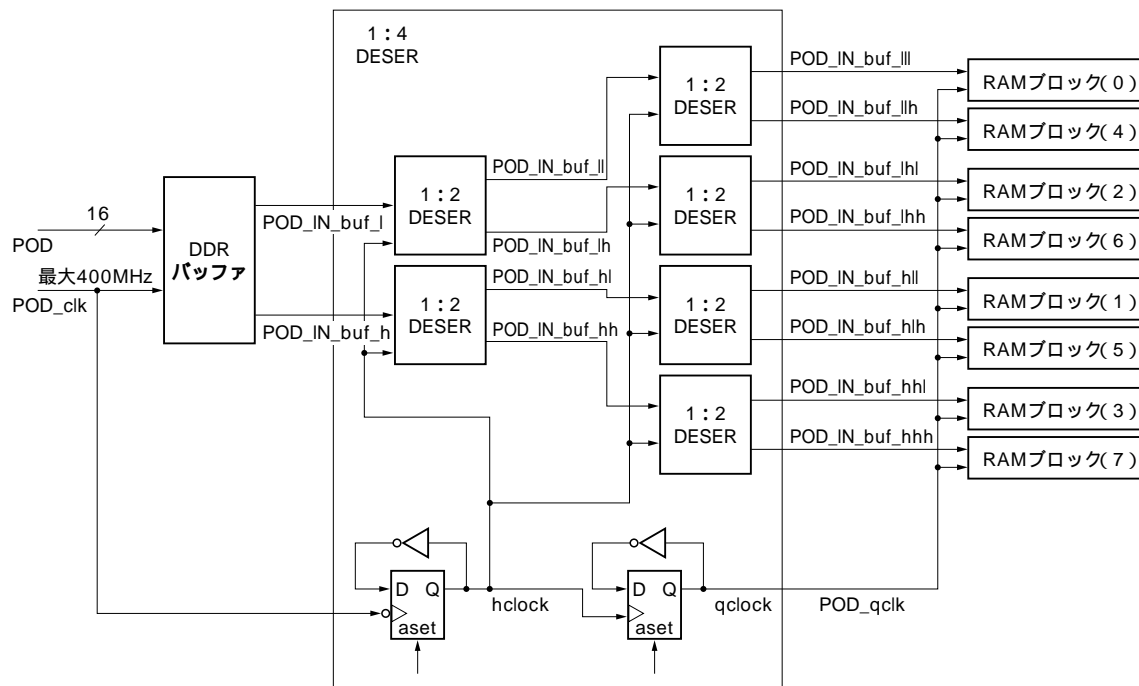 1：4
DESER
16
POD
最大400MHz
POD_clk
DDR
バッファ
POD_IN_buf_l
POD_IN_buf_h
1：2
DESER
1：2
DESER
POD_IN_buf_ll
POD_IN_buf_lh
POD_IN_buf_hl
POD_IN_buf_hh
1：2
DESER
1：2
DESER
1：2
DESER
1：2
DESER
POD_IN_buf_lll
POD_IN_buf_llh
POD_IN_buf_lhl
POD_IN_buf_lhh
POD_IN_buf_hll
POD_IN_buf_hlh
POD_IN_buf_hhl
POD_IN_buf_hhh
RAMブロック(0)
RAMブロック(4)
RAMブロック(2)
RAMブロック(6)
RAMブロック(1)
RAMブロック(5)
RAMブロック(3)
RAMブロック(7)
D Q
aset
hclock
D Q
aset
qclock
POD_qclk